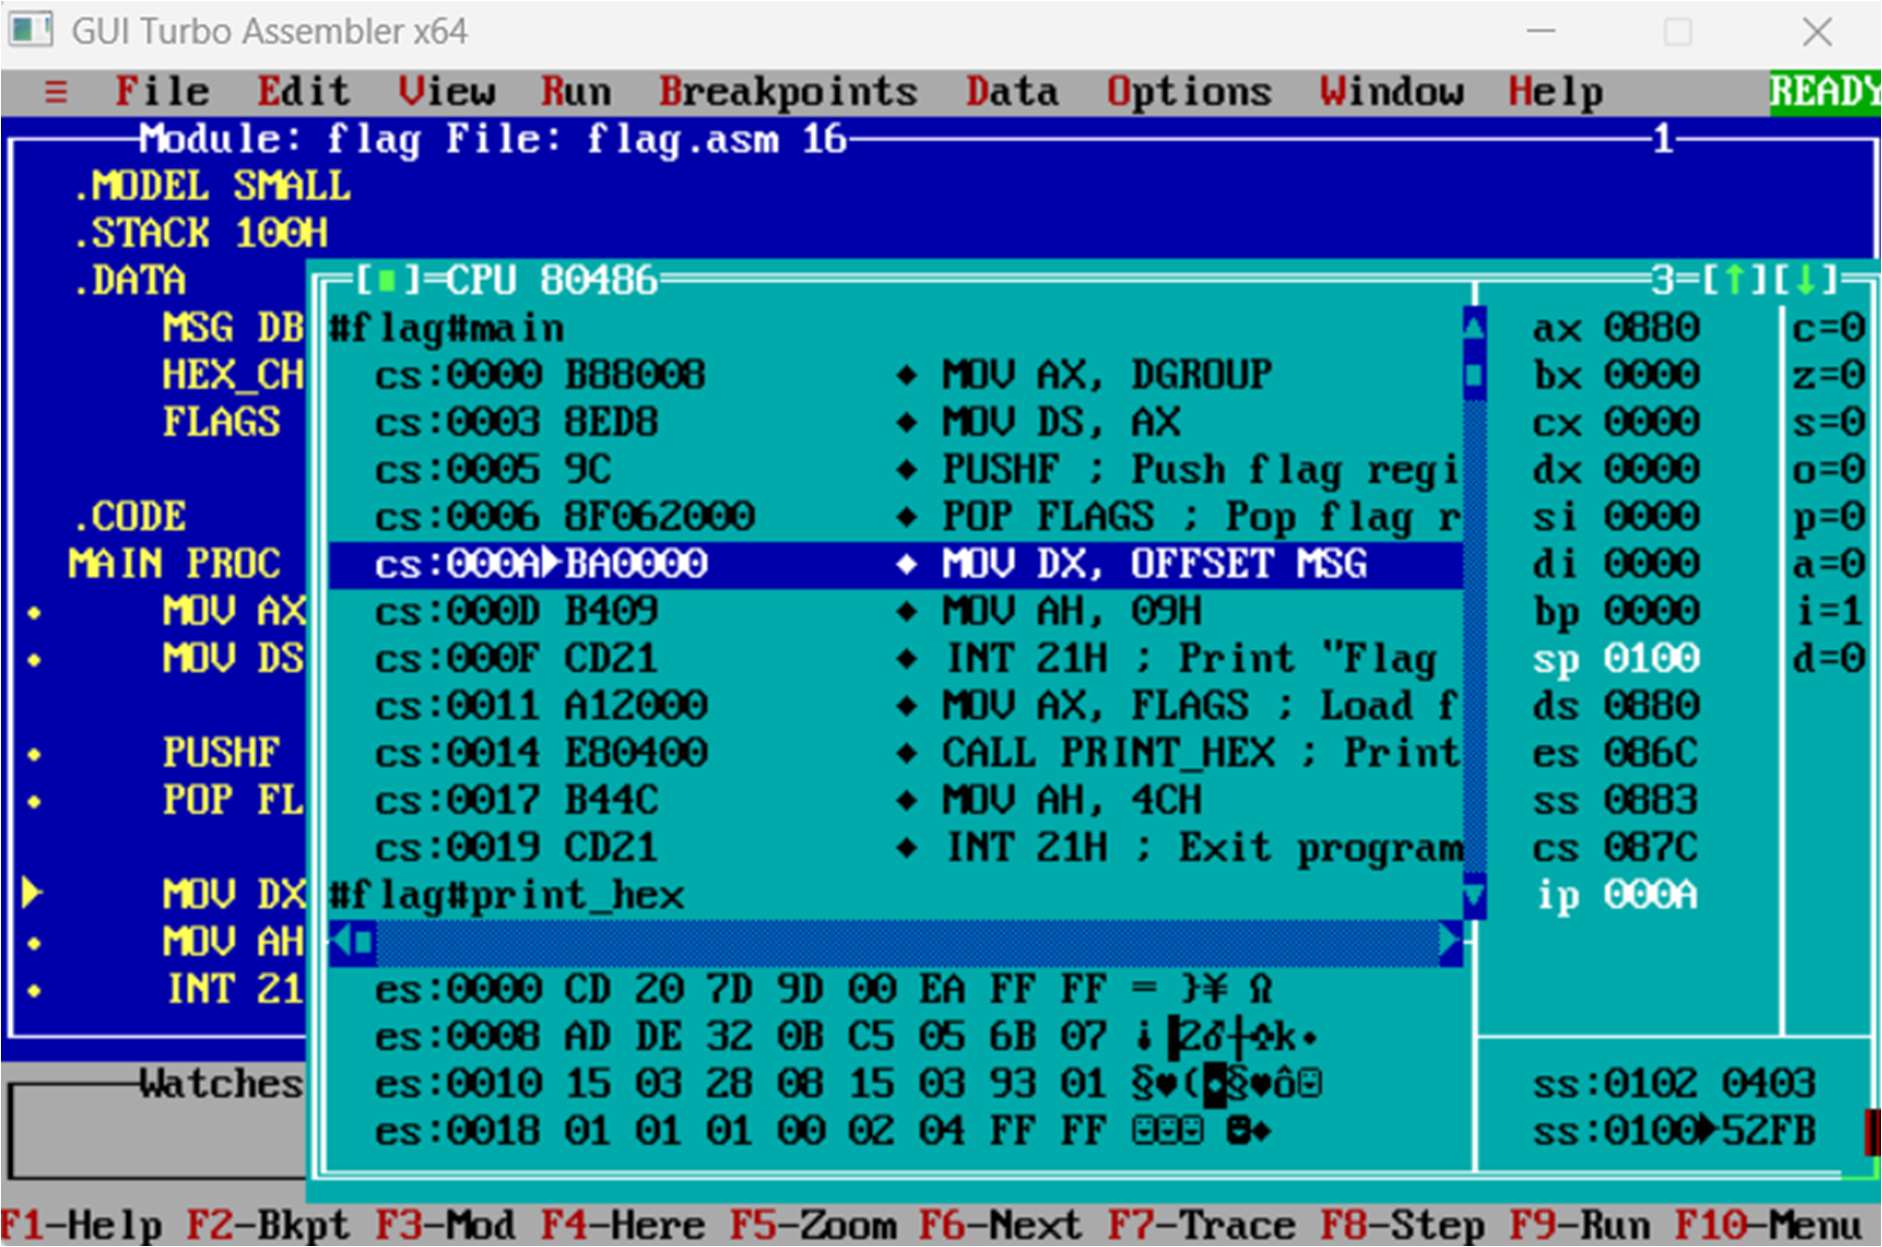 GUI Turbo Assembler x64
≡ File Edit View Run Breakpoints Data Options Window Help READY
Module: flag File: flag.asm 16 1
.MODEL SMALL
.STACK 100H
.DATA
MSG DB
HEX_CH
FLAGS
.CODE
MAIN PROC
MOV AX
MOV DS
PUSHF
POP FL
MOV DX
MOV AH
INT 21
[■]=CPU 80486 3=[↑][↓]
#flag#main
cs:0000 B88008 ♦ MOV AX, DGROUP
cs:0003 8ED8 ♦ MOV DS, AX
cs:0005 9C ♦ PUSHF ; Push flag regi
cs:0006 8F062000 ♦ POP FLAGS ; Pop flag r
cs:000A►BA0000 ♦ MOV DX, OFFSET MSG
cs:000D B409 ♦ MOV AH, 09H
cs:000F CD21 ♦ INT 21H ; Print "Flag
cs:0011 A12000 ♦ MOV AX, FLAGS ; Load f
cs:0014 E80400 ♦ CALL PRINT_HEX ; Print
cs:0017 B44C ♦ MOV AH, 4CH
cs:0019 CD21 ♦ INT 21H ; Exit program
#flag#print_hex
ax 0880 c=0
bx 0000 z=0
cx 0000 s=0
dx 0000 o=0
si 0000 p=0
di 0000 a=0
bp 0000 i=1
sp 0100 d=0
ds 0880
es 086C
ss 0883
cs 087C
ip 000A
es:0000 CD 20 7D 9D 00 EA FF FF = }¥ Ω
es:0008 AD DE 32 0B C5 05 6B 07 ¡▐2♂┼♣k•
es:0010 15 03 28 08 15 03 93 01 §♥(◘§♥ô☺
es:0018 01 01 01 00 02 04 FF FF ☺☺☺ ☻♦
ss:0102 0403
ss:0100►52FB
Watches
F1-Help F2-Bkpt F3-Mod F4-Here F5-Zoom F6-Next F7-Trace F8-Step F9-Run F10-Menu